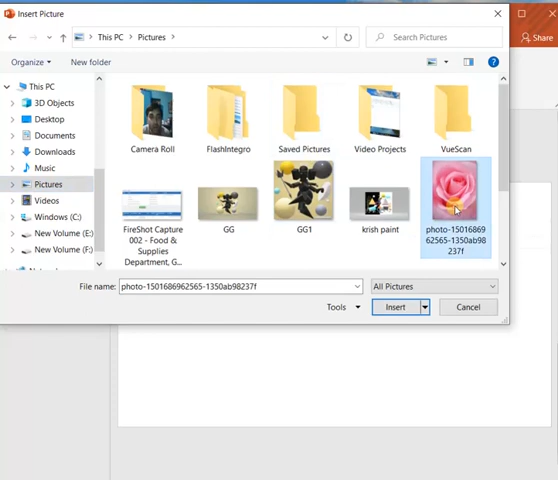 Insert Picture
This PC > Pictures >
Search Pictures
Share
Organize
New folder
This PC
3D Objects
Desktop
Documents
Downloads
Music
Pictures
Videos
Windows (C:)
New Volume (E:)
New Volume (F:)
Camera Roll
FlashIntegro
Saved Pictures
Video Projects
VueScan
FireShot Capture
002 - Food &
Supplies
Department, G...
GG
GG1
krish paint
photo-15016869
62565-1350ab98
237f
File name:
photo-1501686962565-1350ab98237f
All Pictures
Tools
Insert
Cancel